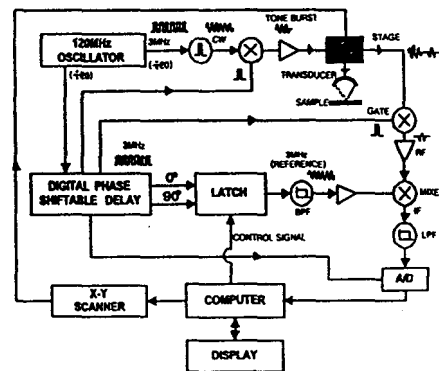 120MHz
OSCILLATOR
3MHz
(÷40)
CW
TONE BURST
STAGE
TRANSDUCER
SAMPLE
GATE
RF
3MHz
3MHz
(REFERENCE)
DIGITAL PHASE
SHIFTABLE DELAY
0°
90°
LATCH
BPF
MIXE
IF
LPF
CONTROL SIGNAL
A/D
X-Y
SCANNER
COMPUTER
DISPLAY